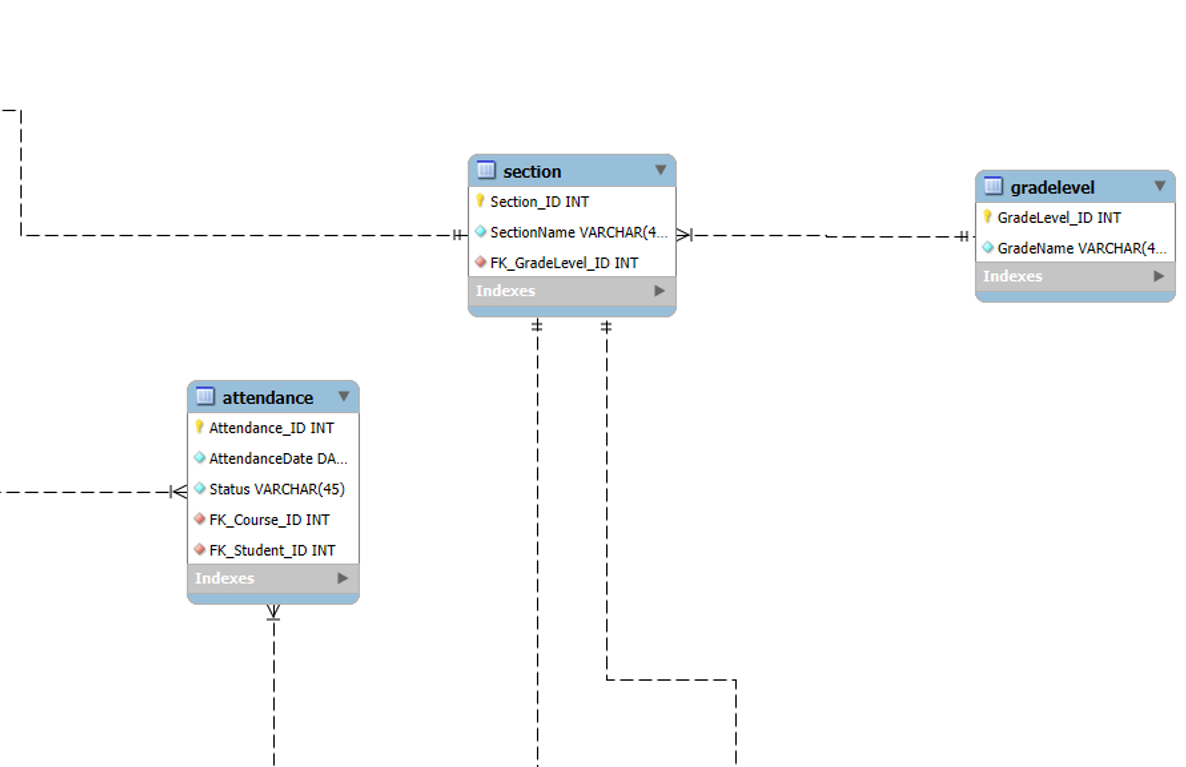 section
Section_ID INT
SectionName VARCHAR(4...
FK_GradeLevel_ID INT
Indexes
gradelevel
GradeLevel_ID INT
GradeName VARCHAR(4...
Indexes
attendance
Attendance_ID INT
AttendanceDate DA...
Status VARCHAR(45)
FK_Course_ID INT
FK_Student_ID INT
Indexes